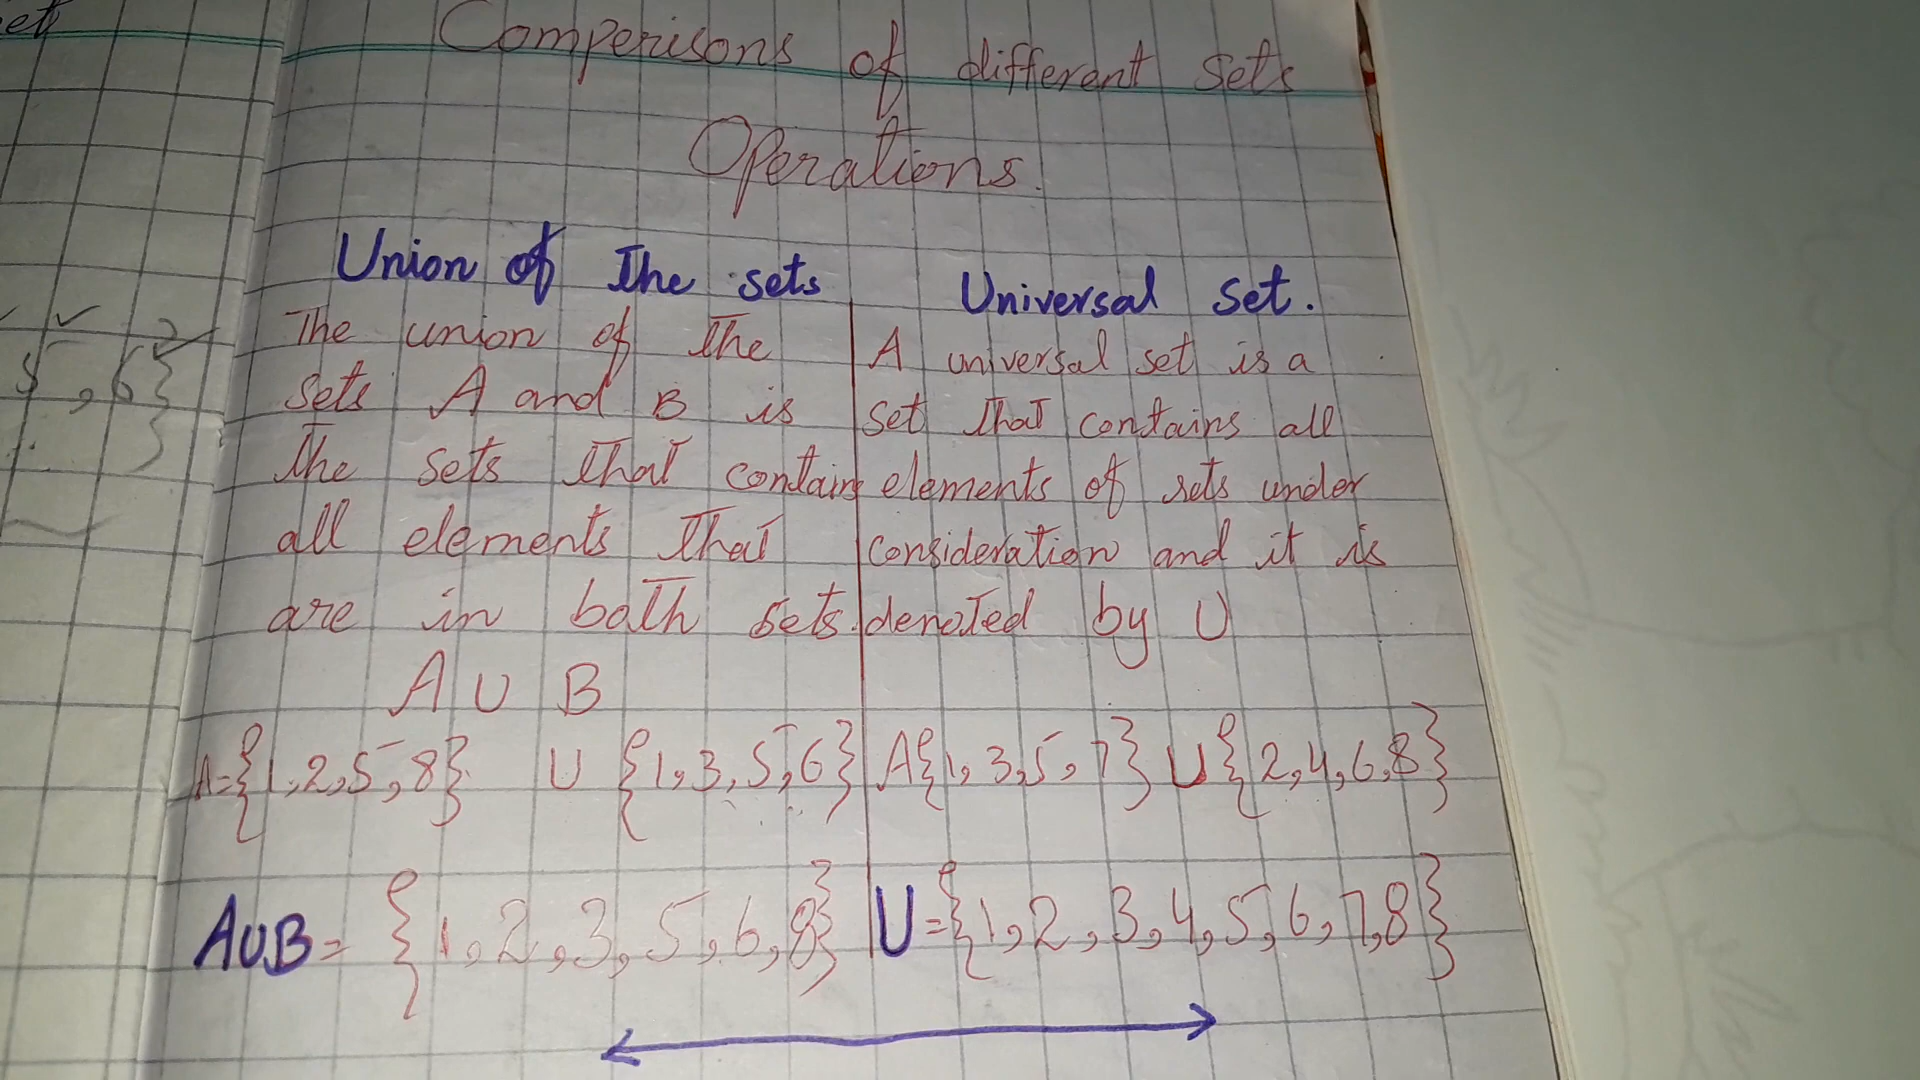 et
Comperisons of different sets
Operations.
Union of The sets
The union of The
sets A and B is
The sets That contain
all elements That
are in both sets.
A U B
A={1,2,5,8} U {1,3,5,6}
AUB= {1,2,3,5,6,8}
Universal set.
A universal set is a
set That contains all
elements of sets under
consideration and it is
denoted by U
A{1,3,5,7} U {2,4,6,8}
U={1,2,3,4,5,6,7,8}
5,6}